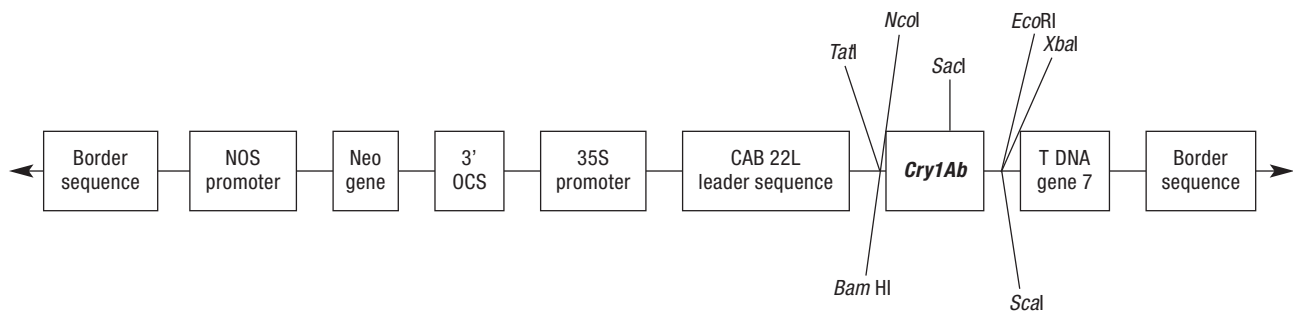 NcoI
EcoRI
TatI
XbaI
SacI
Border
sequence
NOS
promoter
Neo
gene
3’
OCS
35S
promoter
CAB 22L
leader sequence
Cry1Ab
T DNA
gene 7
Border
sequence
Bam HI
ScaI